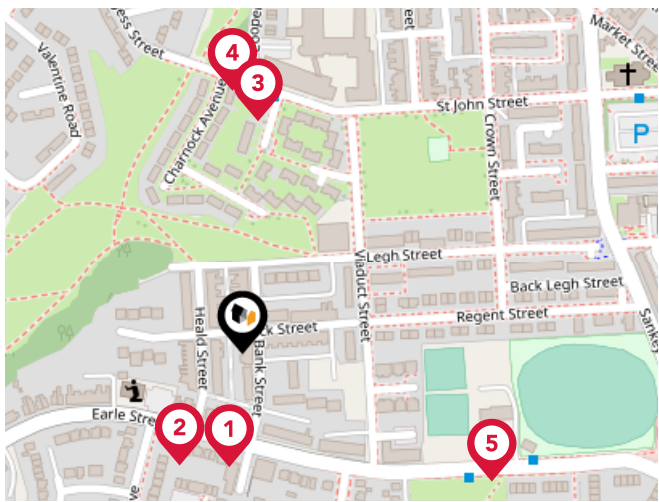 Market Street
Valentine Road
4
3
St John Street
P
Crown Street
Charnock Avenue
Legh Street
Viaduct Street
Back Legh Street
Regent Street
Street
Heald Street
Bank Street
Earle
2
1
5